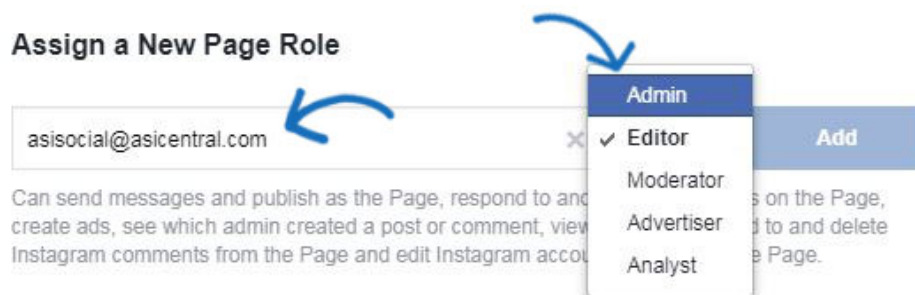 Assign a New Page Role
asisocial@asicentral.com
Admin
Editor
Moderator
Advertiser
Analyst
Add
Can send messages and publish as the Page, respond to and s on the Page,
create ads, see which admin created a post or comment, view d to and delete
Instagram comments from the Page and edit Instagram accou e Page.